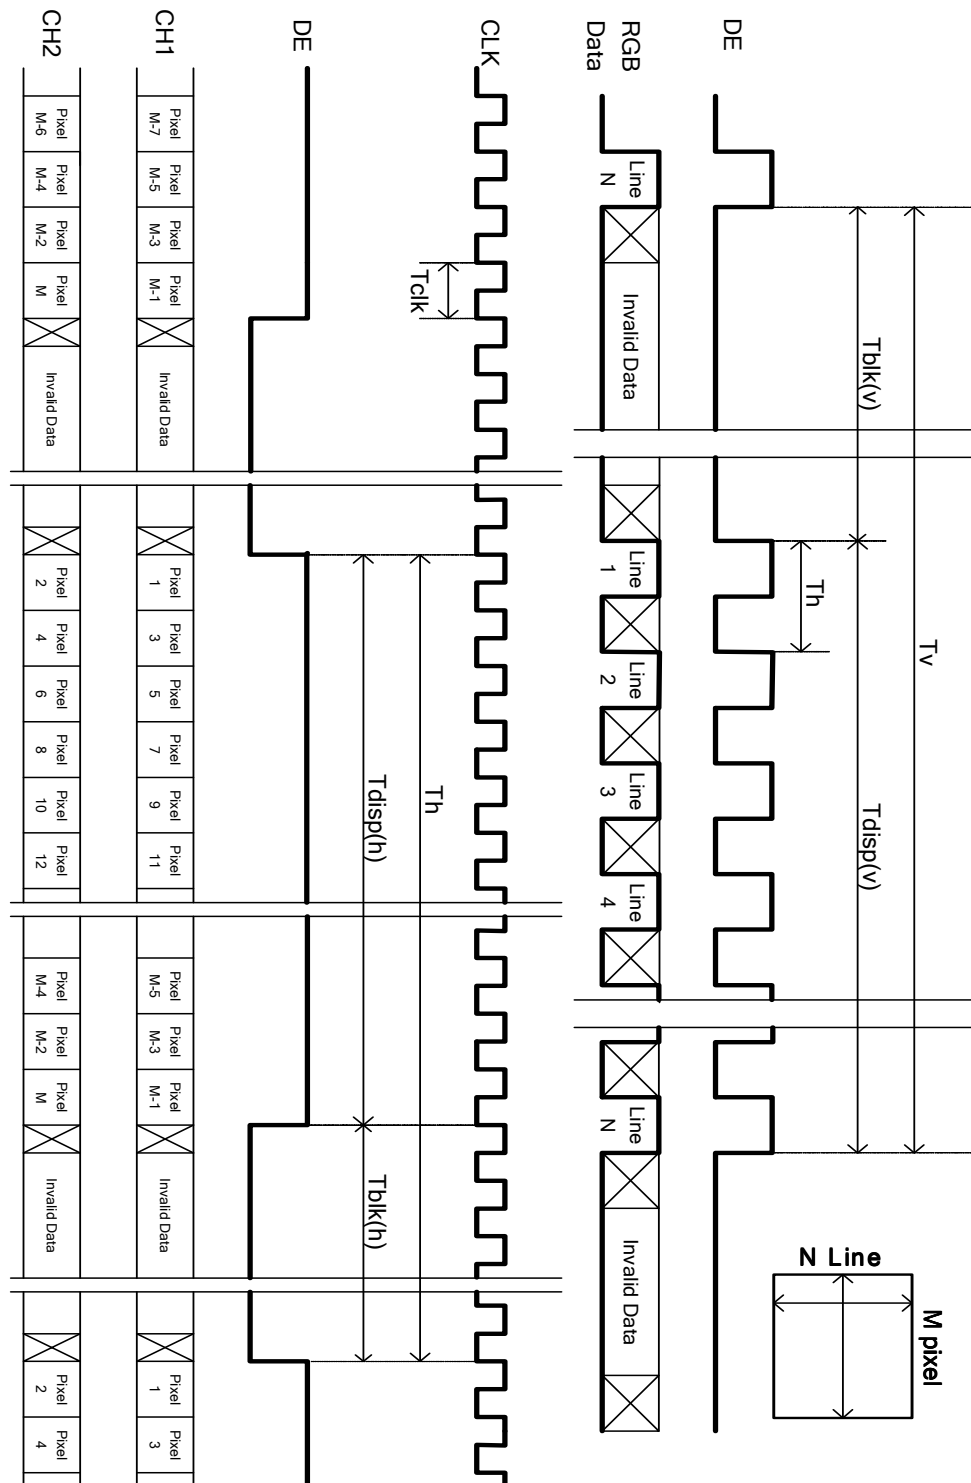 Tv
Tblk(v)
Tdisp(v)
Th
DE
RGB
Data
Line
N
Invalid Data
Line
1
Line
2
Line
3
Line
4
Line
N
Invalid Data
N Line
M pixel
CLK
Tclk
Th
Tdisp(h)
Tblk(h)
DE
CH1
Pixel
M-7
Pixel
M-5
Pixel
M-3
Pixel
M-1
Invalid Data
Pixel
1
Pixel
3
Pixel
5
Pixel
7
Pixel
9
Pixel
11
Pixel
M-5
Pixel
M-3
Pixel
M-1
Invalid Data
Pixel
1
Pixel
3
CH2
Pixel
M-6
Pixel
M-4
Pixel
M-2
Pixel
M
Invalid Data
Pixel
2
Pixel
4
Pixel
6
Pixel
8
Pixel
10
Pixel
12
Pixel
M-4
Pixel
M-2
Pixel
M
Invalid Data
Pixel
2
Pixel
4